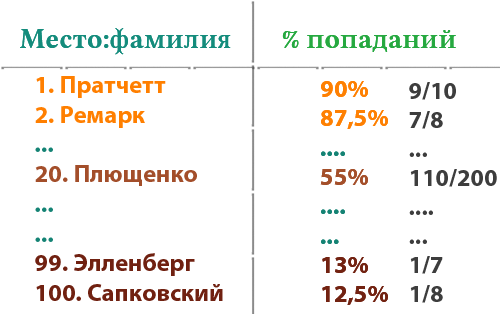 Место:фамилия % попаданий
1. Пратчетт 90% 9/10
2. Ремарк 87,5% 7/8
... .... ...
20. Плющенко 55% 110/200
... .... ....
... ... ...
99. Элленберг 13% 1/7
100. Сапковский 12,5% 1/8